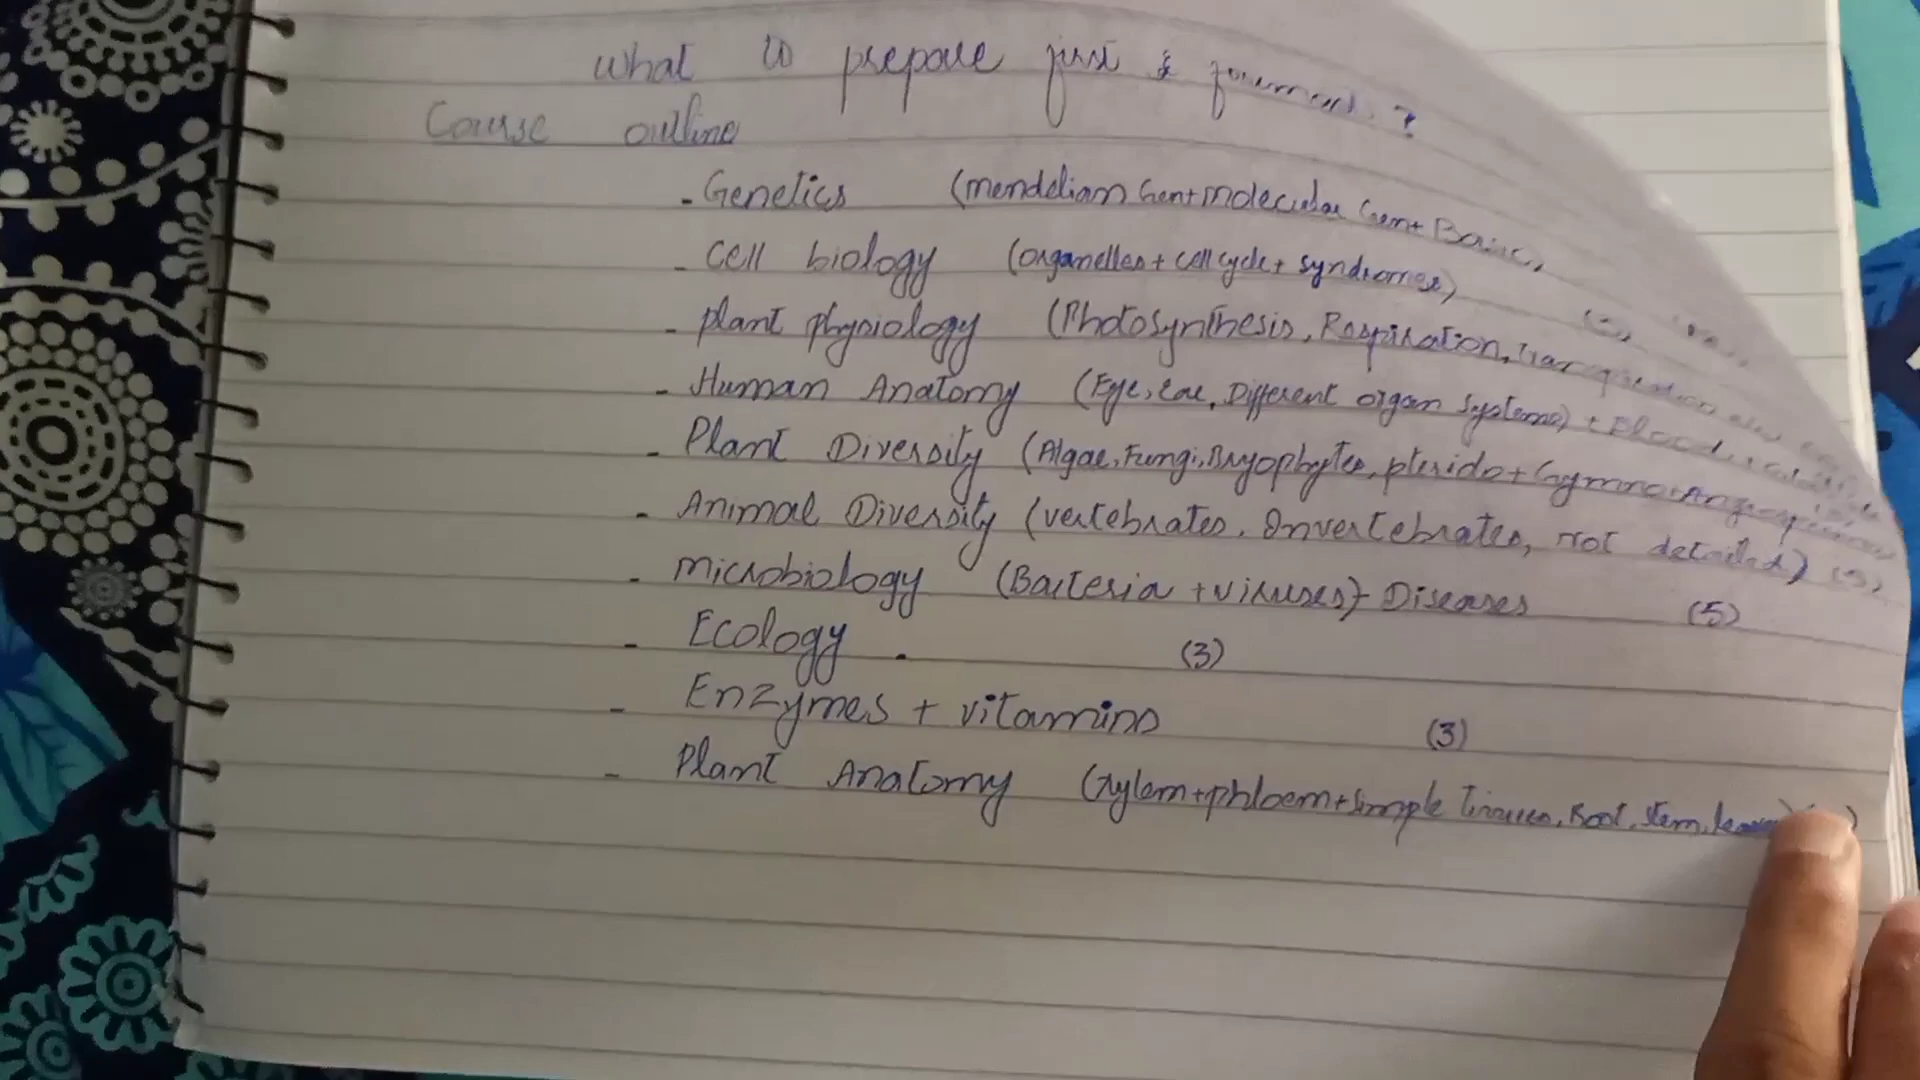 what to prepare just
Course outline
- Genetics (mendelian Gen+molecular Gen+ Basic,
- Cell biology (organelles + cell cycle + syndromes)
- plant physiology (Photosynthesis, Respiration,
- Human Anatomy (Eye, Ear, Different organ systems) +
- Plant Diversity (Algae, Fungi, Bryophytes, pterido + Gymno+
- Animal Diversity (vertebrates, Invertebrates, not detailed) (5)
- microbiology (Bacteria + viruses)- Diseases (5)
- Ecology . (3)
- Enzymes + vitamins (3)
- Plant Anatomy (Xylem+phloem+simple Tissues, Root, stem,